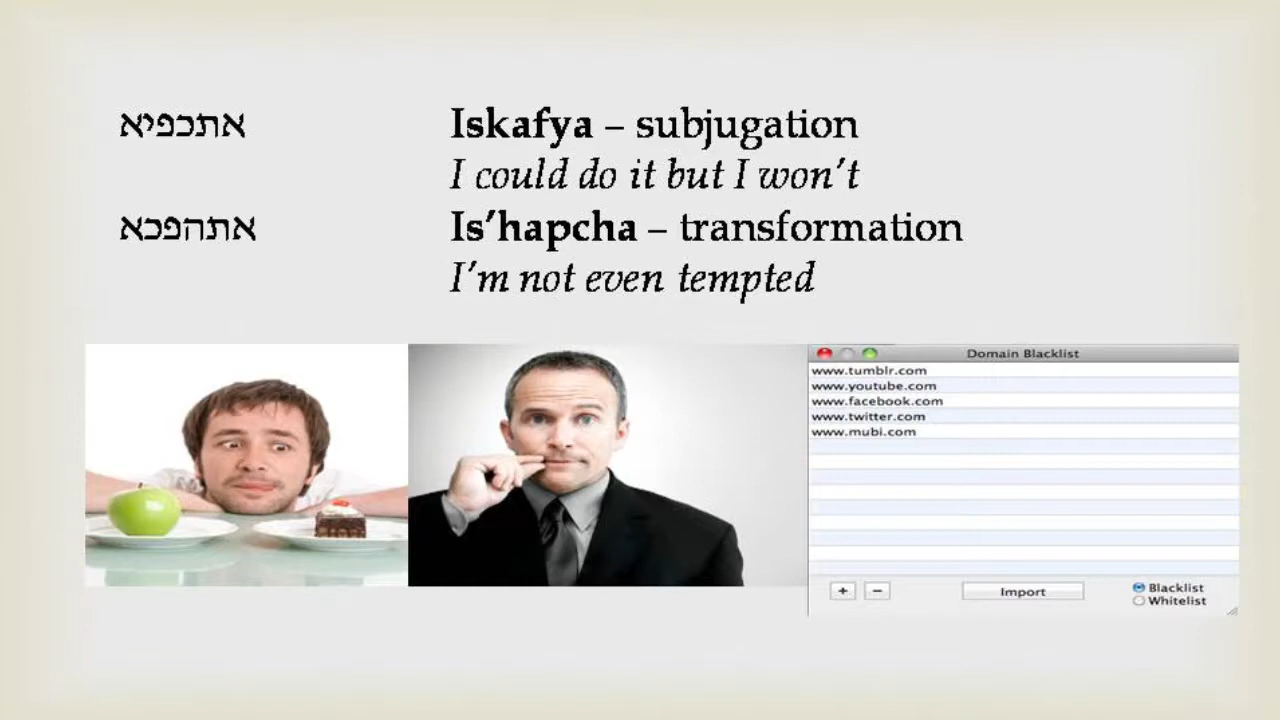 אתכפיא Iskafya – subjugation
I could do it but I won't
אתהפכא Is'hapcha – transformation
I'm not even tempted
Domain Blacklist
www.tumblr.com
www.youtube.com
www.facebook.com
www.twitter.com
www.mubi.com
+ − Import Blacklist
Whitelist